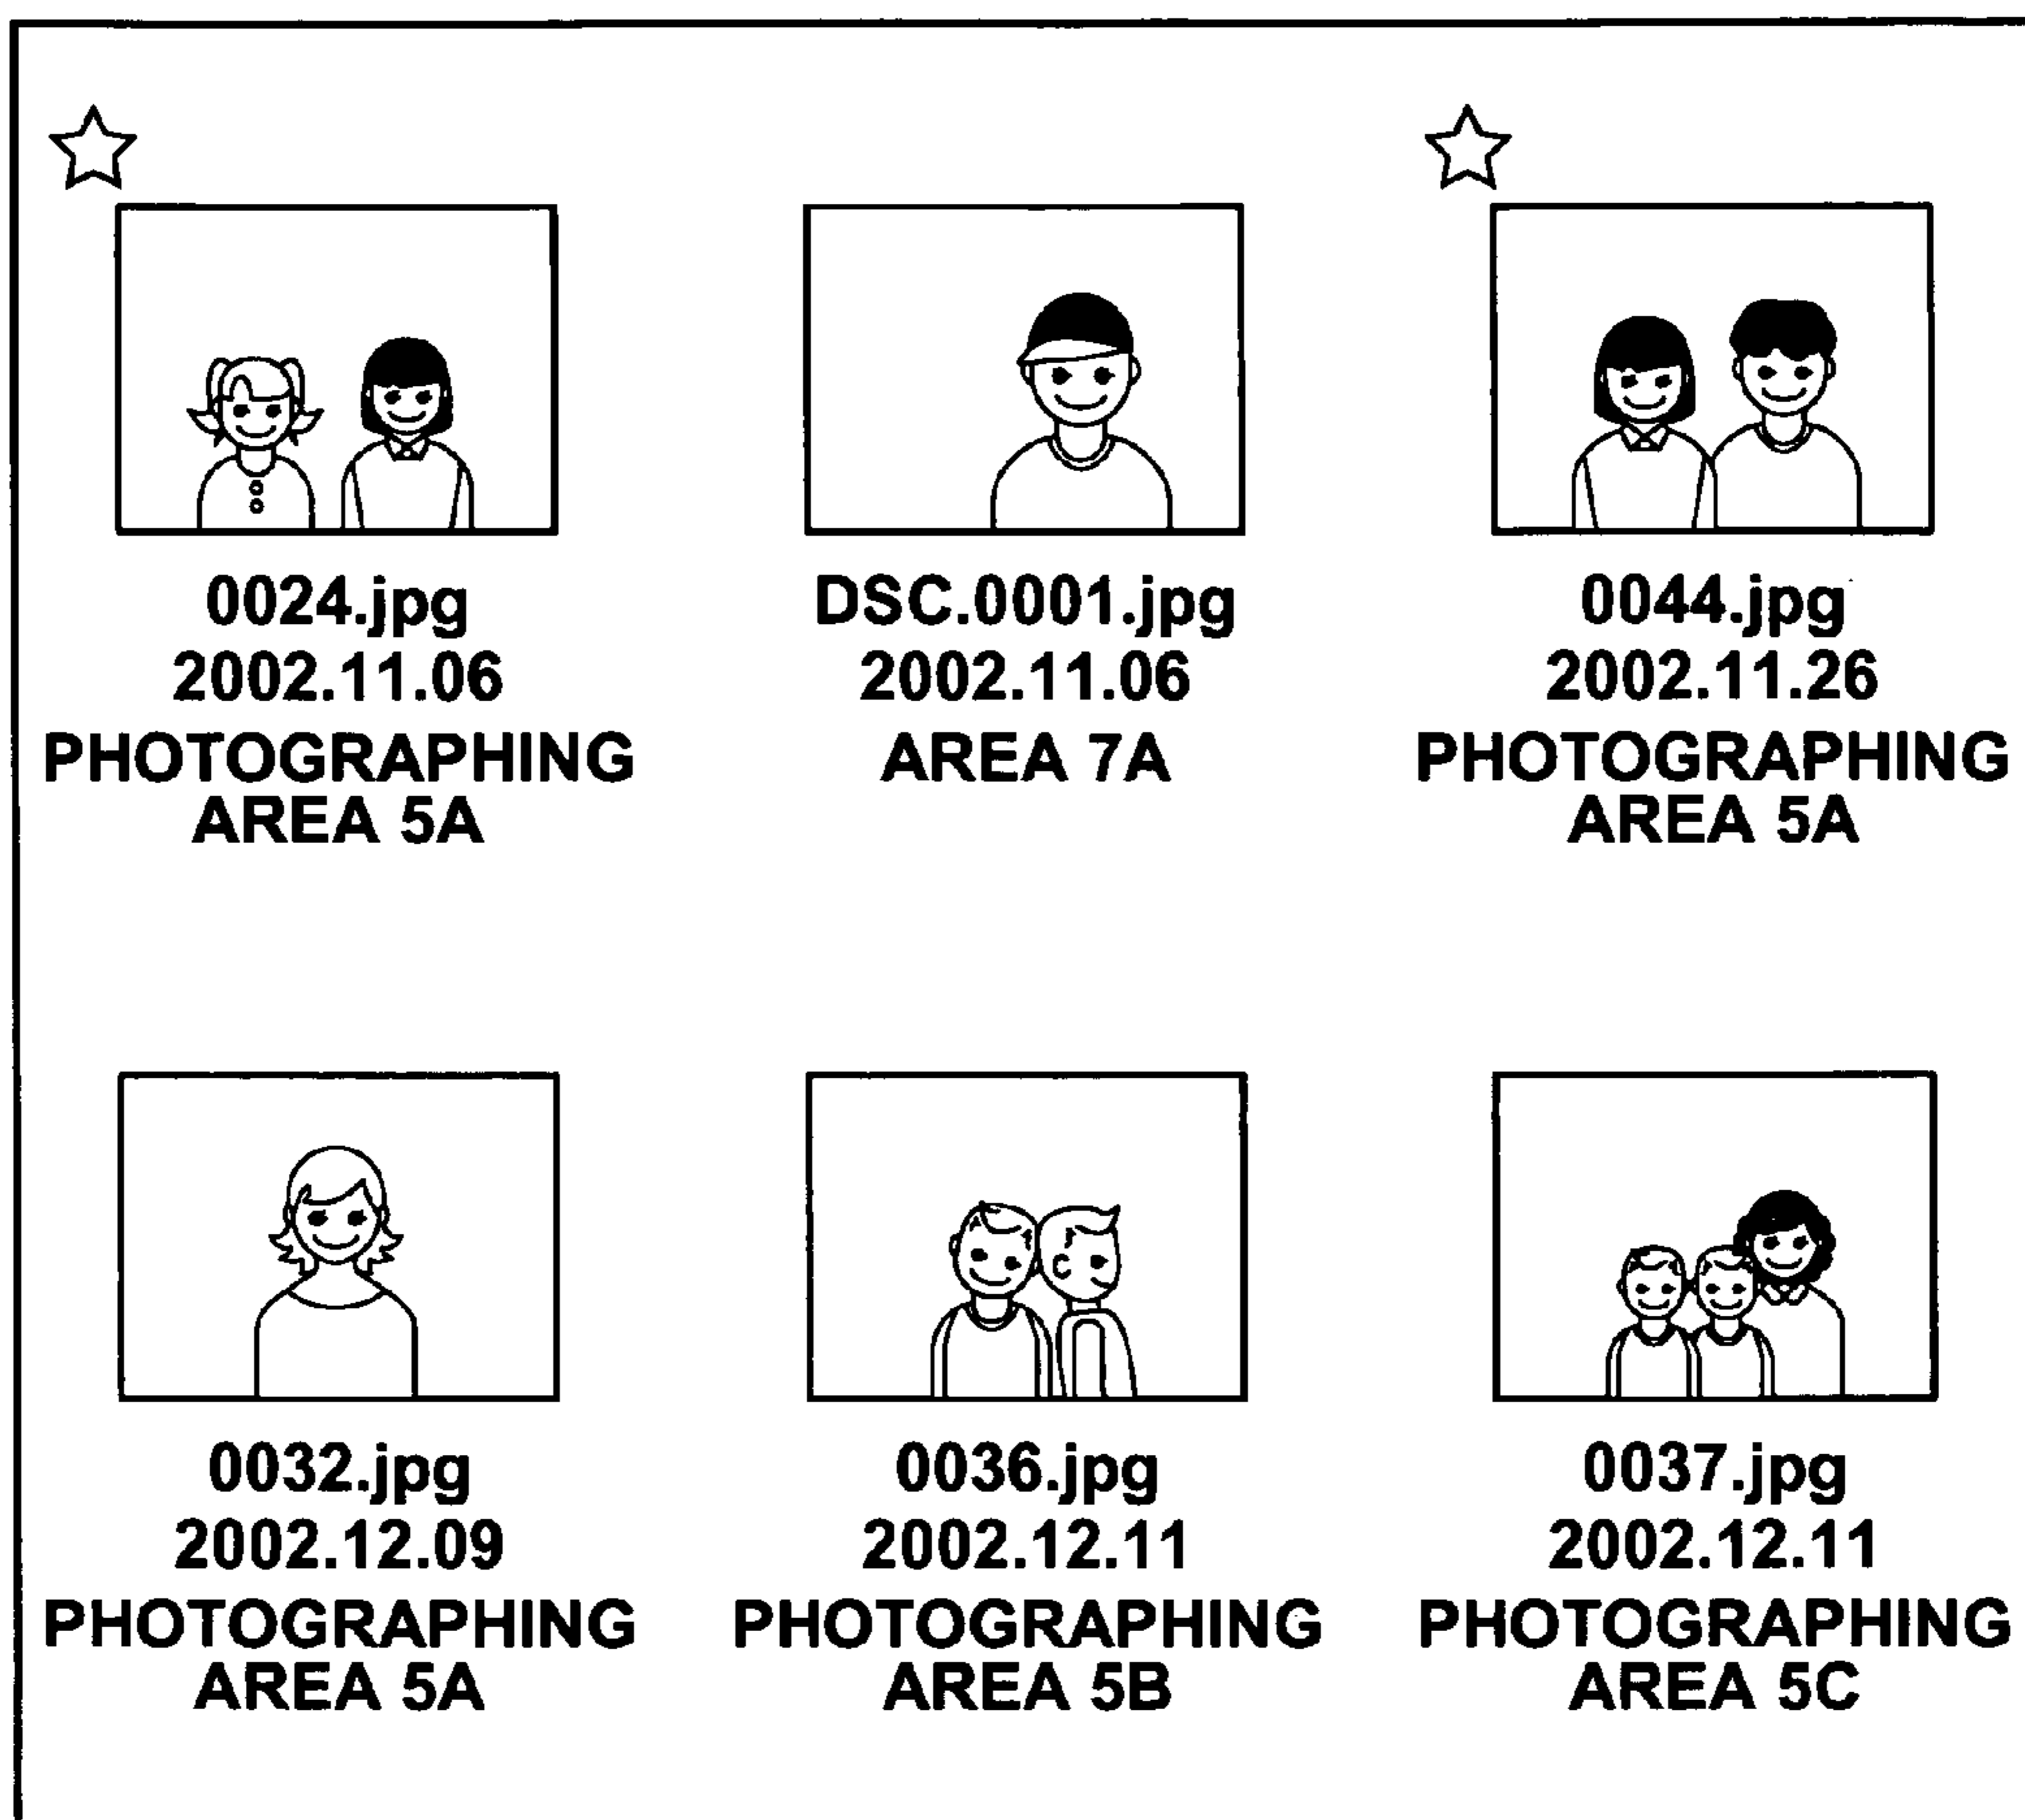 0024.jpg
2002.11.06
PHOTOGRAPHING
AREA 5A
DSC.0001.jpg
2002.11.06
AREA 7A
0044.jpg
2002.11.26
PHOTOGRAPHING
AREA 5A
0032.jpg
2002.12.09
PHOTOGRAPHING
AREA 5A
0036.jpg
2002.12.11
PHOTOGRAPHING
AREA 5B
0037.jpg
2002.12.11
PHOTOGRAPHING
AREA 5C